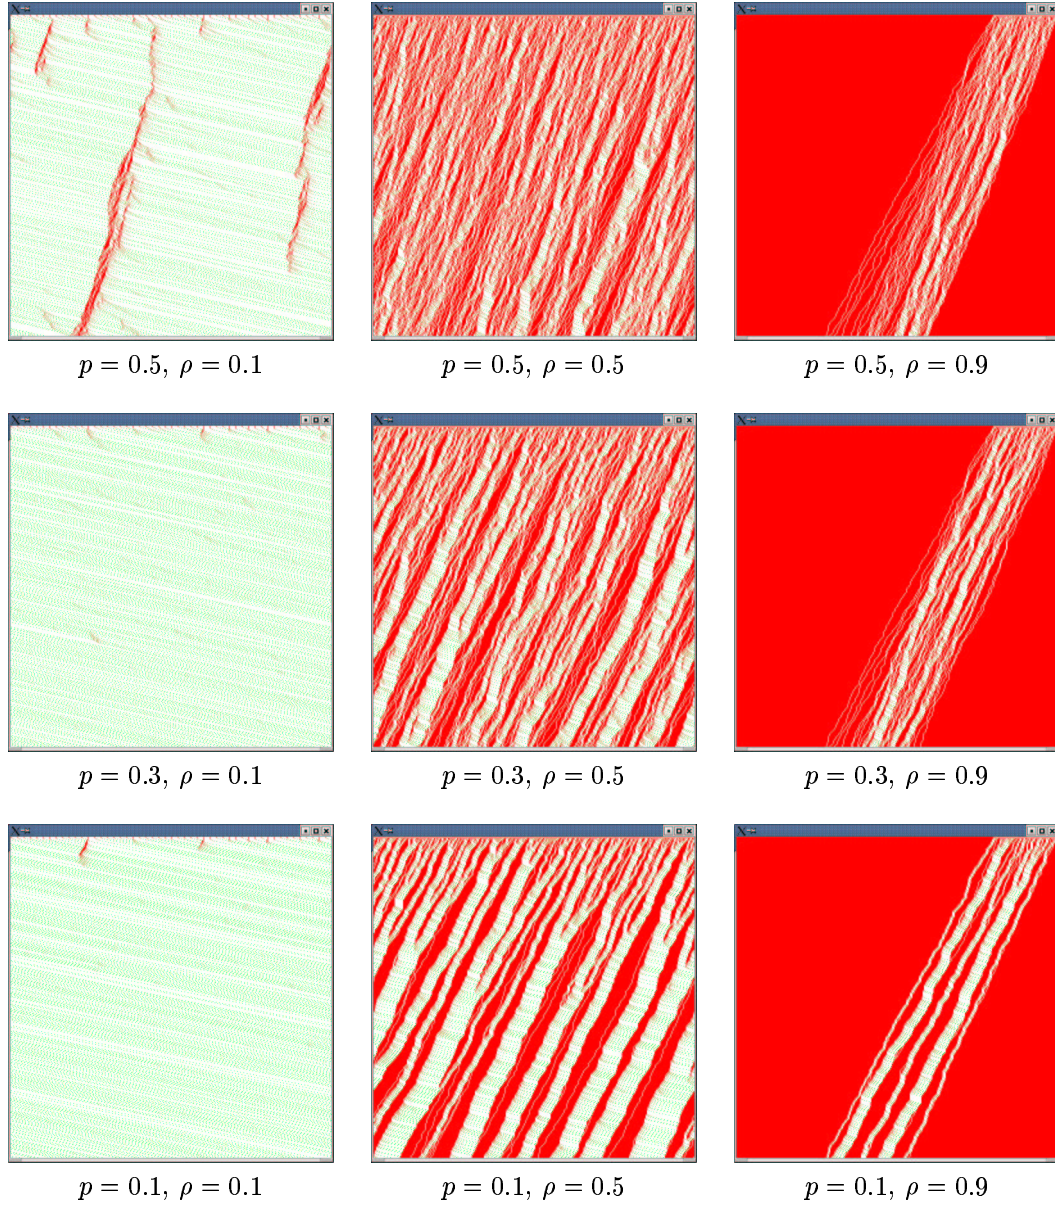 p = 0.5, ρ = 0.1
p = 0.5, ρ = 0.5
p = 0.5, ρ = 0.9
p = 0.3, ρ = 0.1
p = 0.3, ρ = 0.5
p = 0.3, ρ = 0.9
p = 0.1, ρ = 0.1
p = 0.1, ρ = 0.5
p = 0.1, ρ = 0.9